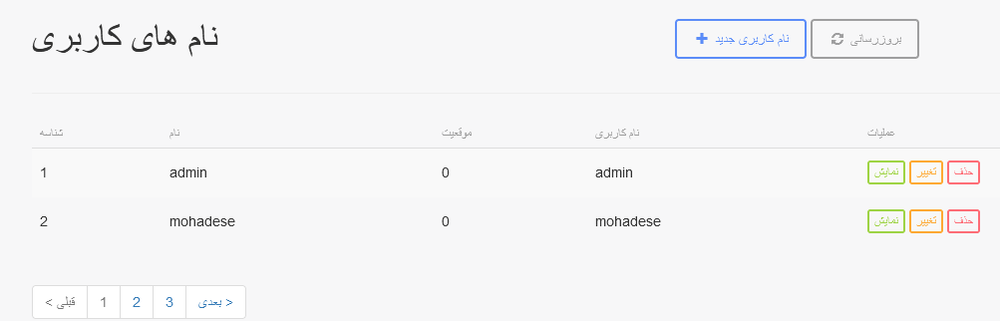 نام های کاربری
نام کاربری جدید
بروزرسانی
شناسه نام موقعیت نام کاربری عملیات
1 admin 0 admin نمایش تغییر حذف
2 mohadese 0 mohadese نمایش تغییر حذف
< قبلی 1 2 3 بعدی >